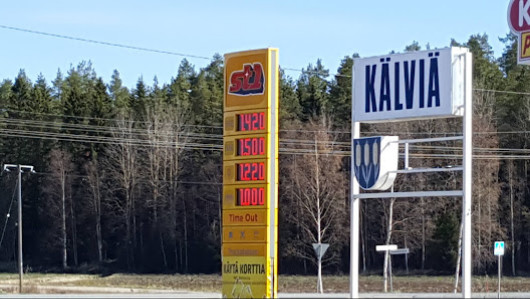 st1
1.420
1.500
1.220
1.000
Time Out
KÄYTÄ KORTTIA
KÄLVIÄ
K
P